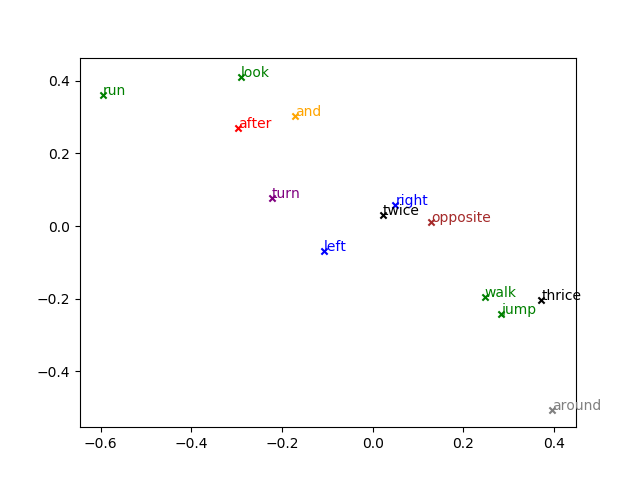 look
0.4
run
after
and
0.2
turn
right
twice
opposite
0.0
left
walk
thrice
−0.2
jump
−0.4
around
−0.6 −0.4 −0.2 0.0 0.2 0.4